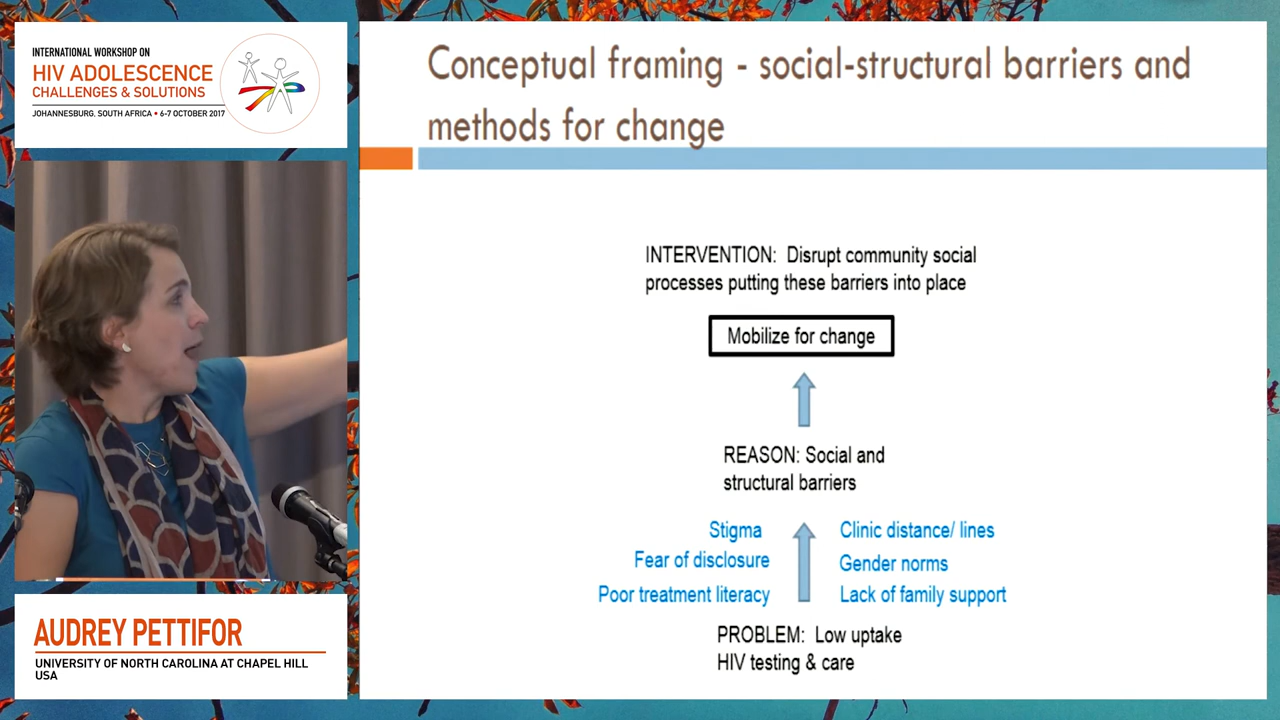 INTERNATIONAL WORKSHOP ON
HIV ADOLESCENCE
CHALLENGES & SOLUTIONS
JOHANNESBURG, SOUTH AFRICA • 6-7 OCTOBER 2017
Conceptual framing - social-structural barriers and
methods for change
INTERVENTION: Disrupt community social
processes putting these barriers into place
Mobilize for change
REASON: Social and
structural barriers
Stigma
Fear of disclosure
Poor treatment literacy
Clinic distance/ lines
Gender norms
Lack of family support
PROBLEM: Low uptake
HIV testing & care
AUDREY PETTIFOR
UNIVERSITY OF NORTH CAROLINA AT CHAPEL HILL
USA